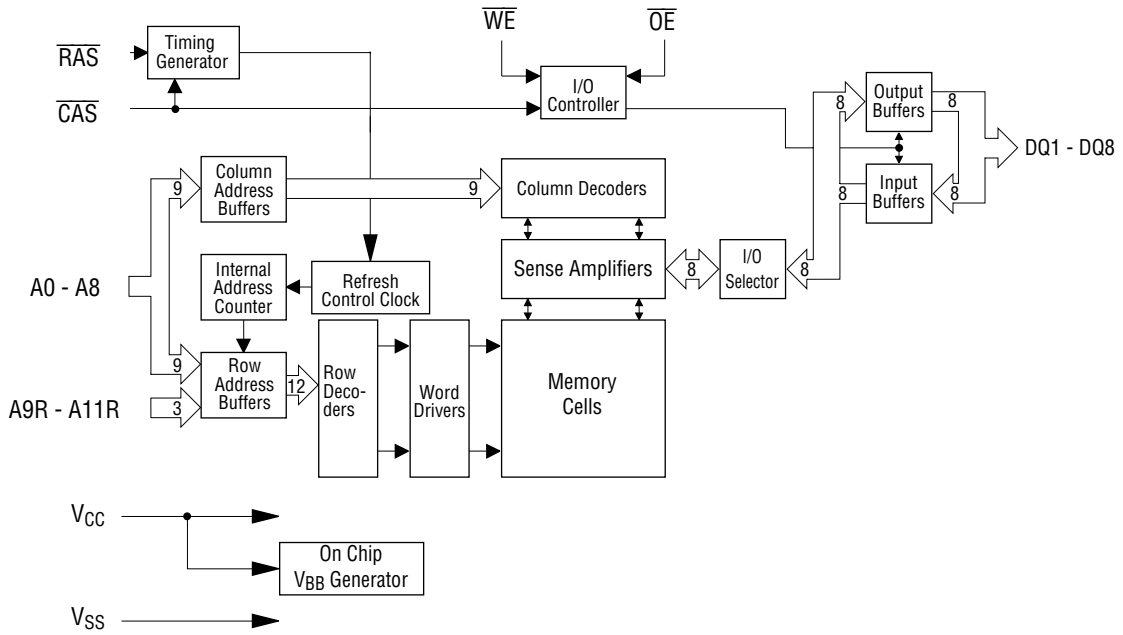 WE
OE
RAS
Timing
Generator
CAS
I/O
Controller
8
Output
Buffers
8
DQ1 - DQ8
9
Column
Address
Buffers
9
Column Decoders
8
Input
Buffers
8
A0 - A8
Internal
Address
Counter
Refresh
Control Clock
Sense Amplifiers
8
I/O
Selector
8
9
Row
Address
Buffers
12
Row
Deco-
ders
Word
Drivers
Memory
Cells
A9R - A11R
3
VCC
On Chip
VBB Generator
VSS